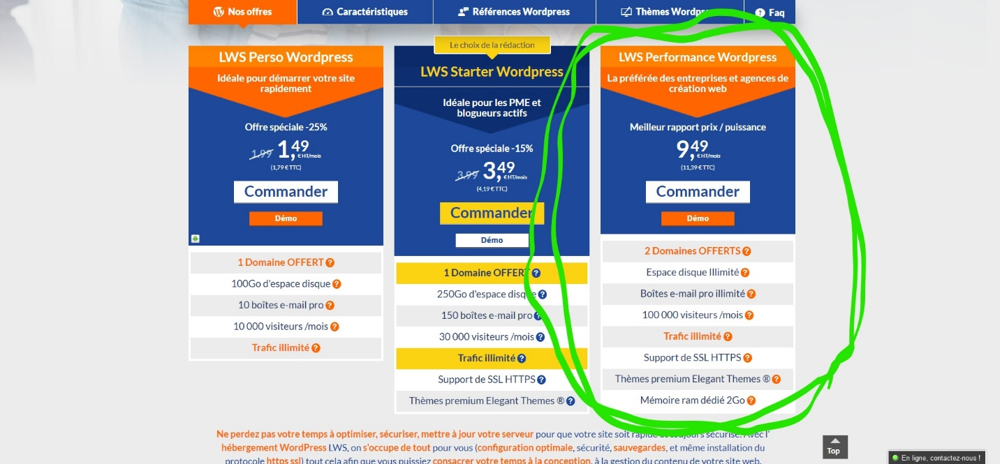 Nos offres
Caractéristiques
Références Wordpress
Thèmes Wordpr
Faq
LWS Perso Wordpress
Idéale pour démarrer votre site
rapidement
Offre spéciale -25%
1.99 1,49 €HT/mois
(1,79 € TTC)
Commander
Démo
1 Domaine OFFERT
100Go d'espace disque
10 boîtes e-mail pro
10 000 visiteurs /mois
Trafic illimité
Le choix de la rédaction
LWS Starter Wordpress
Idéale pour les PME et
blogueurs actifs
Offre spéciale -15%
3.99 3,49 €HT/mois
(4,19 € TTC)
Commander
Démo
1 Domaine OFFERT
250Go d'espace disque
150 boîtes e-mail pro
30 000 visiteurs /mois
Trafic illimité
Support de SSL HTTPS
Thèmes premium Elegant Themes ®
LWS Performance Wordpress
La préférée des entreprises et agences de
création web
Meilleur rapport prix / puissance
9,49 €HT/mois
(11,39 € TTC)
Commander
Démo
2 Domaines OFFERTS
Espace disque Illimité
Boîtes e-mail pro illimité
100 000 visiteurs /mois
Trafic illimité
Support de SSL HTTPS
Thèmes premium Elegant Themes ®
Mémoire ram dédié 2Go
Ne perdez pas votre temps à optimiser, sécuriser, mettre à jour votre serveur pour que votre site soit rapide et toujours sécurisé. Avec l'
hébergement WordPress LWS, on s'occupe de tout pour vous (configuration optimale, sécurité, sauvegardes, et même installation du
protocole https ssl) tout cela afin que vous puissiez consacrer votre temps à la conception, à la gestion du contenu de votre site web.
Top
En ligne, contactez-nous !